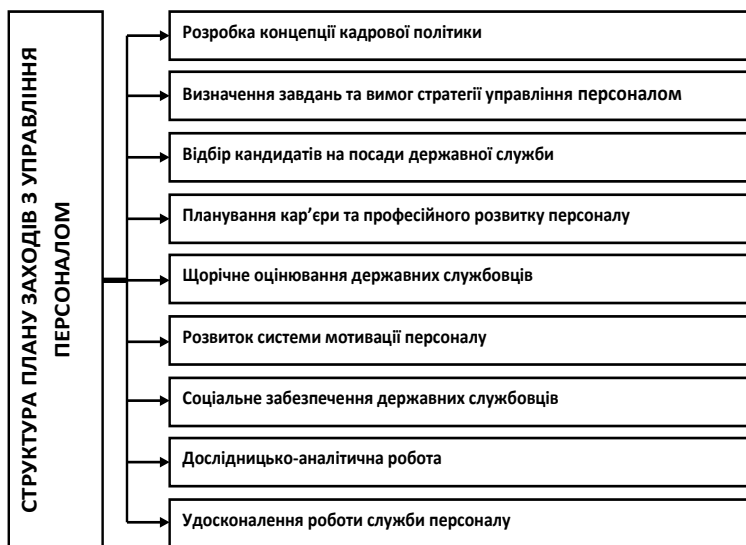 СТРУКТУРА ПЛАНУ ЗАХОДІВ З УПРАВЛІННЯ
ПЕРСОНАЛОМ
Розробка концепції кадрової політики
Визначення завдань та вимог стратегії управління персоналом
Відбір кандидатів на посади державної служби
Планування кар’єри та професійного розвитку персоналу
Щорічне оцінювання державних службовців
Розвиток системи мотивації персоналу
Соціальне забезпечення державних службовців
Дослідницько-аналітична робота
Удосконалення роботи служби персоналу